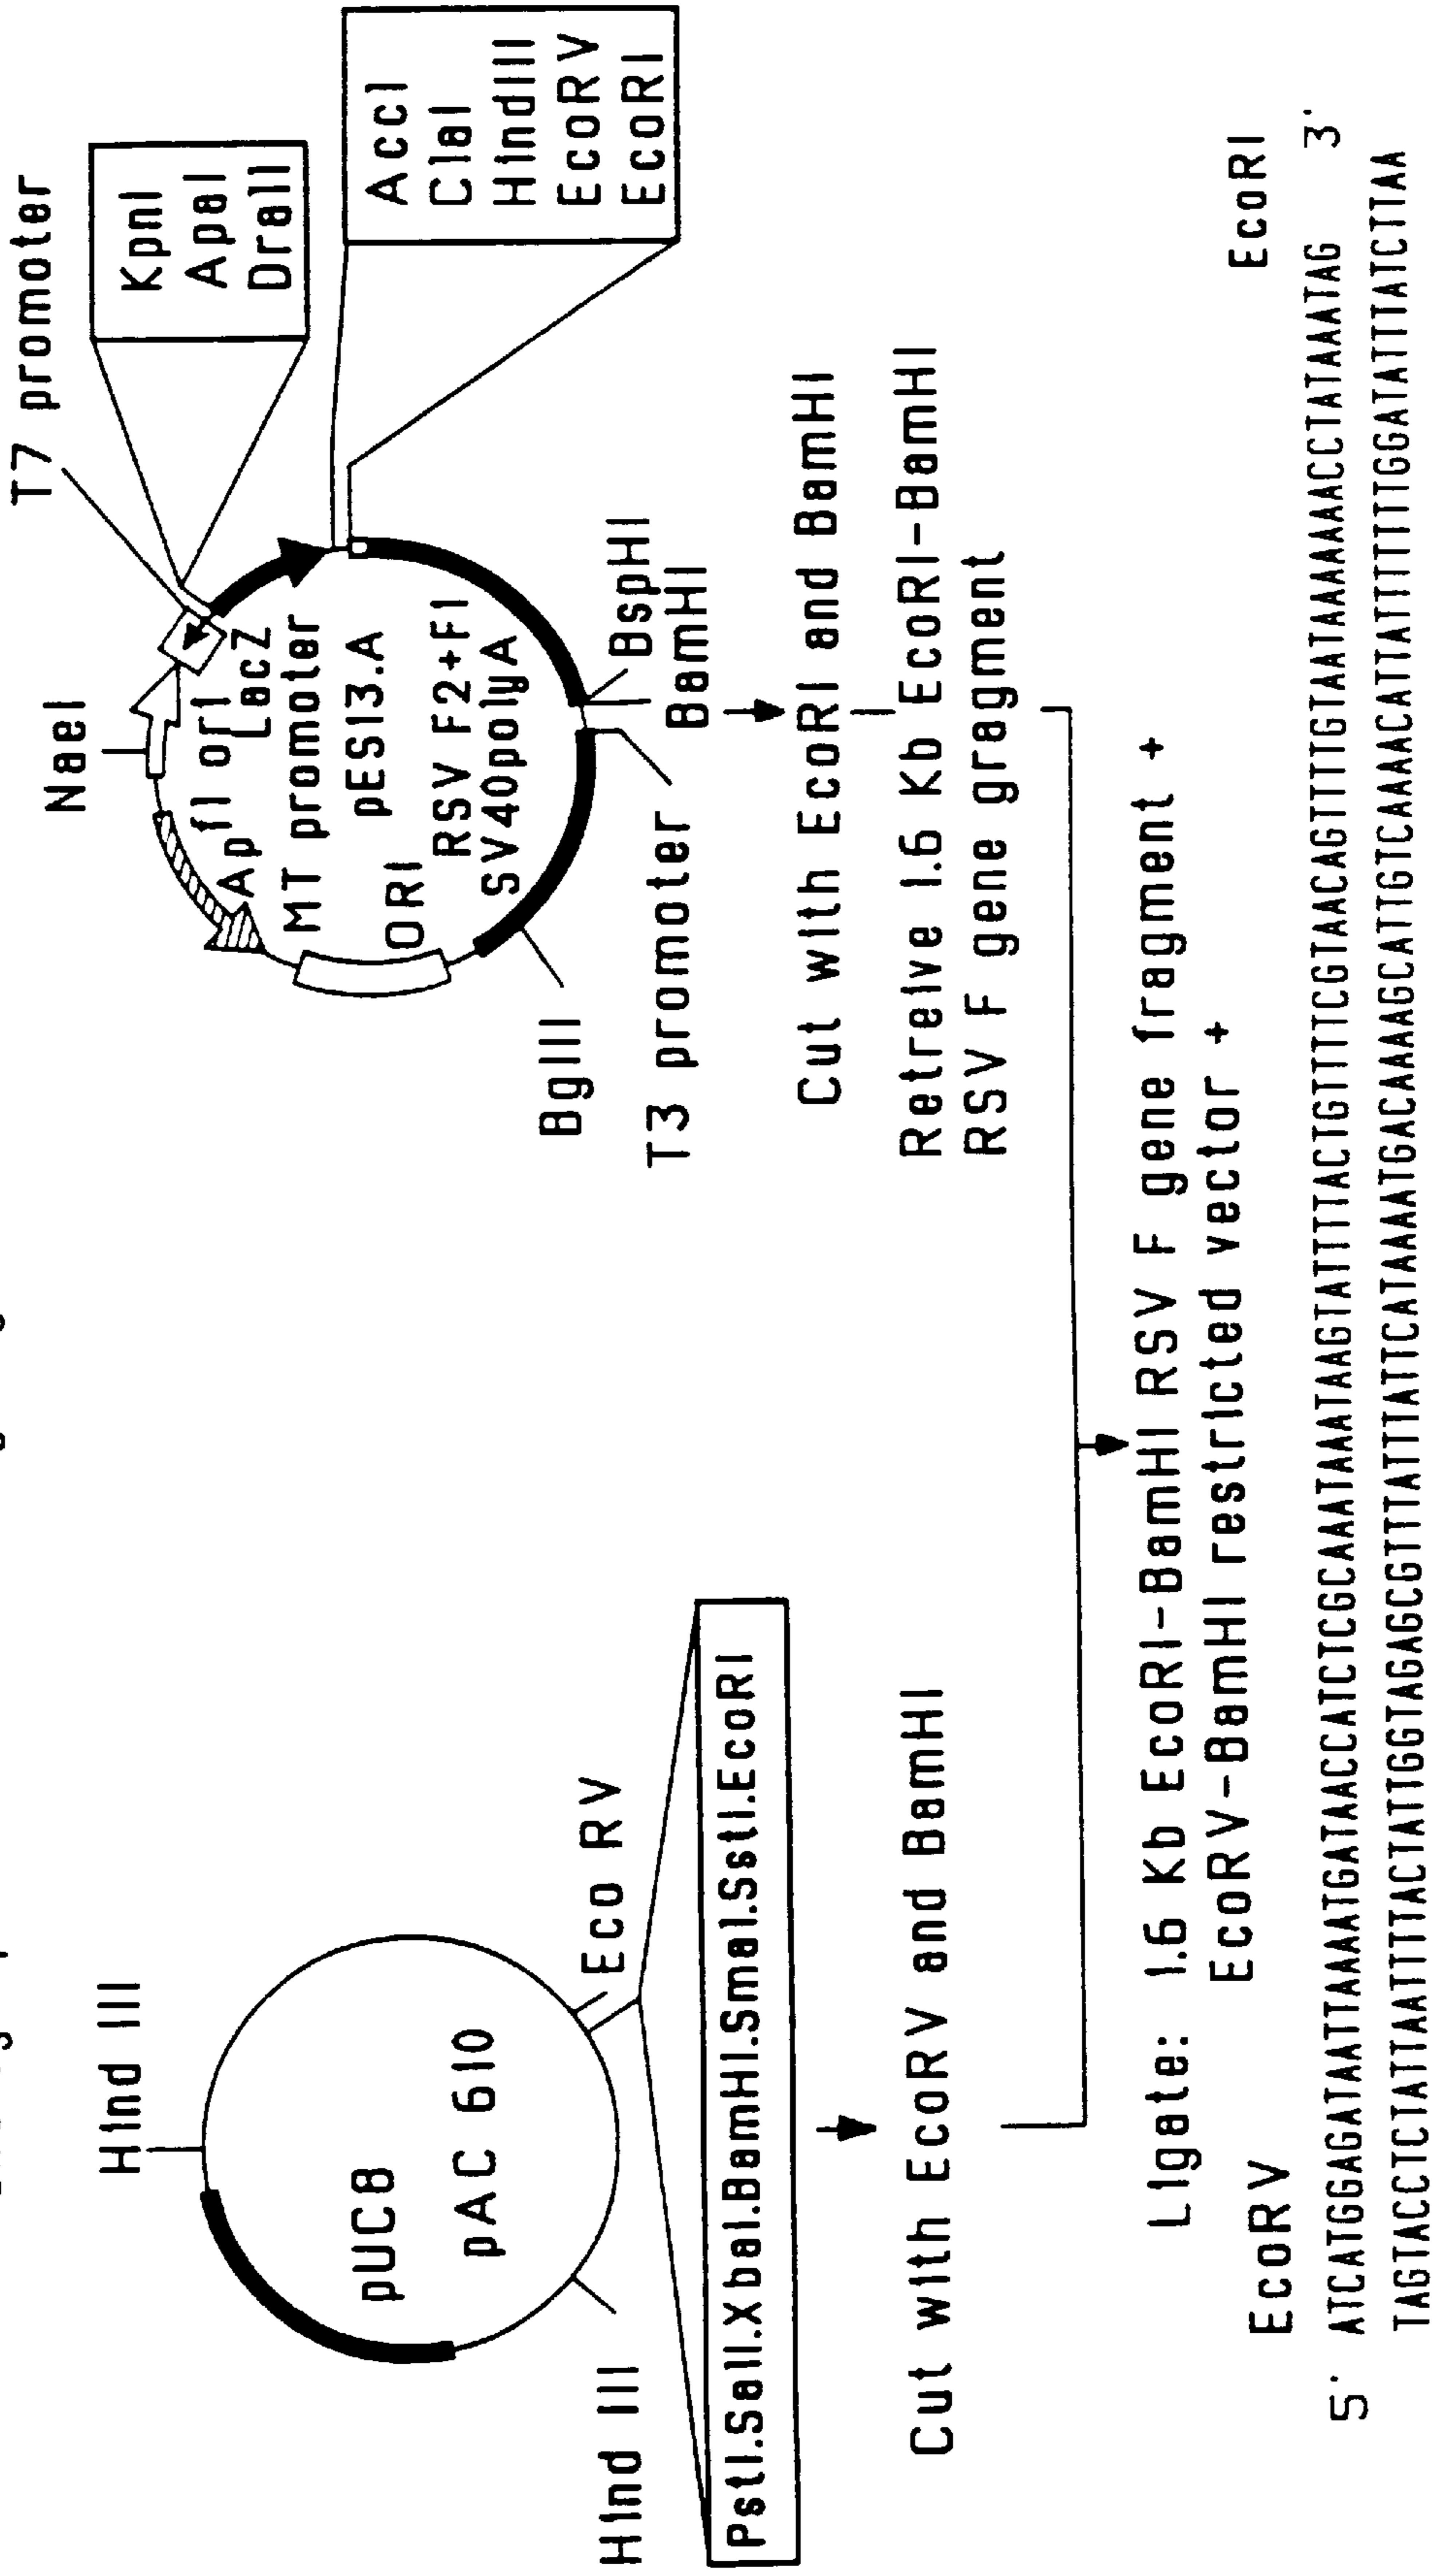 Hind III
pUC8
pAC 610
Eco RV
Hind III
PstI.SalI.XbaI.BamHI.SmaI.SstI.EcoRI
Cut with EcoRV and BamHI
T7 promoter
NaeI
KpnI
ApaI
DraII
AccI
ClaI
HindIII
EcoRV
EcoRI
Ap
f1 ori
LacZ
MT promoter
pES13.A
ORI
RSV F2+F1
SV40polyA
BspHI
BamHI
BglII
T3 promoter
Cut with EcoRI and BamHI
Retreive 1.6 Kb EcoRI-BamHI
RSV F gene gragment
Ligate: 1.6 Kb EcoRI-BamHI RSV F gene fragment +
EcoRV-BamHI restricted vector +
EcoRV EcoRI
5' ATCATGGAGATAATTAAAATGATAACCATCTCGCAAATAAATAAGTATTTTACTGTTTTCGTAACAGTTTTGTAATAAAAAAACCTATAAATAG 3'
TAGTACCTCTATTAATTTTACTATTGGTAGAGCGTTTATTTATTCATAAAATGACAAAAGCATTGTCAAAACATTATTTTTTTGGATATTTATCTTAA